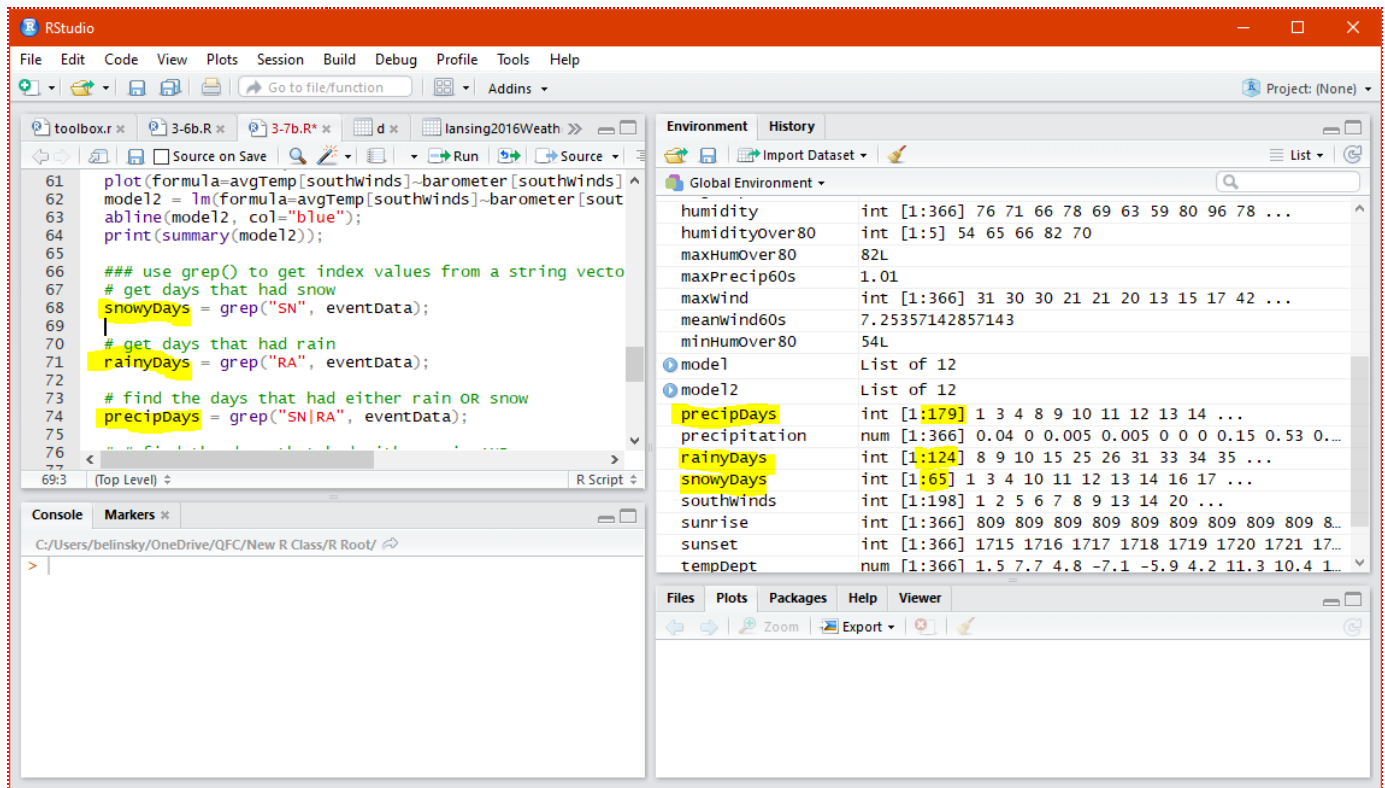 RStudio
File Edit Code View Plots Session Build Debug Profile Tools Help
Go to file/function Addins Project: (None)
toolbox.r 3-6b.R 3-7b.R* d lansing2016Weath
Source on Save Run Source
61 plot(formula=avgTemp[southWinds]~barometer[southWinds]
62 model2 = lm(formula=avgTemp[southWinds]~barometer[sout
63 abline(model2, col="blue");
64 print(summary(model2));
65
66 ### use grep() to get index values from a string vecto
67 # get days that had snow
68 snowyDays = grep("SN", eventData);
69
70 # get days that had rain
71 rainyDays = grep("RA", eventData);
72
73 # find the days that had either rain OR snow
74 precipDays = grep("SN|RA", eventData);
75
76
77
69:3 (Top Level) R Script
Console Markers
C:/Users/belinsky/OneDrive/QFC/New R Class/R Root/
>
Environment History
Import Dataset List
Global Environment
humidity int [1:366] 76 71 66 78 69 63 59 80 96 78 ...
humidityOver80 int [1:5] 54 65 66 82 70
maxHumOver80 82L
maxPrecip60s 1.01
maxWind int [1:366] 31 30 30 21 21 20 13 15 17 42 ...
meanWind60s 7.25357142857143
minHumOver80 54L
model List of 12
model2 List of 12
precipDays int [1:179] 1 3 4 8 9 10 11 12 13 14 ...
precipitation num [1:366] 0.04 0 0.005 0.005 0 0 0 0.15 0.53 0.…
rainyDays int [1:124] 8 9 10 15 25 26 31 33 34 35 ...
snowyDays int [1:65] 1 3 4 10 11 12 13 14 16 17 ...
southWinds int [1:198] 1 2 5 6 7 8 9 13 14 20 ...
sunrise int [1:366] 809 809 809 809 809 809 809 809 8…
sunset int [1:366] 1715 1716 1717 1718 1719 1720 1721 17…
tempDept num [1:366] 1.5 7.7 4.8 -7.1 -5.9 4.2 11.3 10.4 1…
Files Plots Packages Help Viewer
Zoom Export